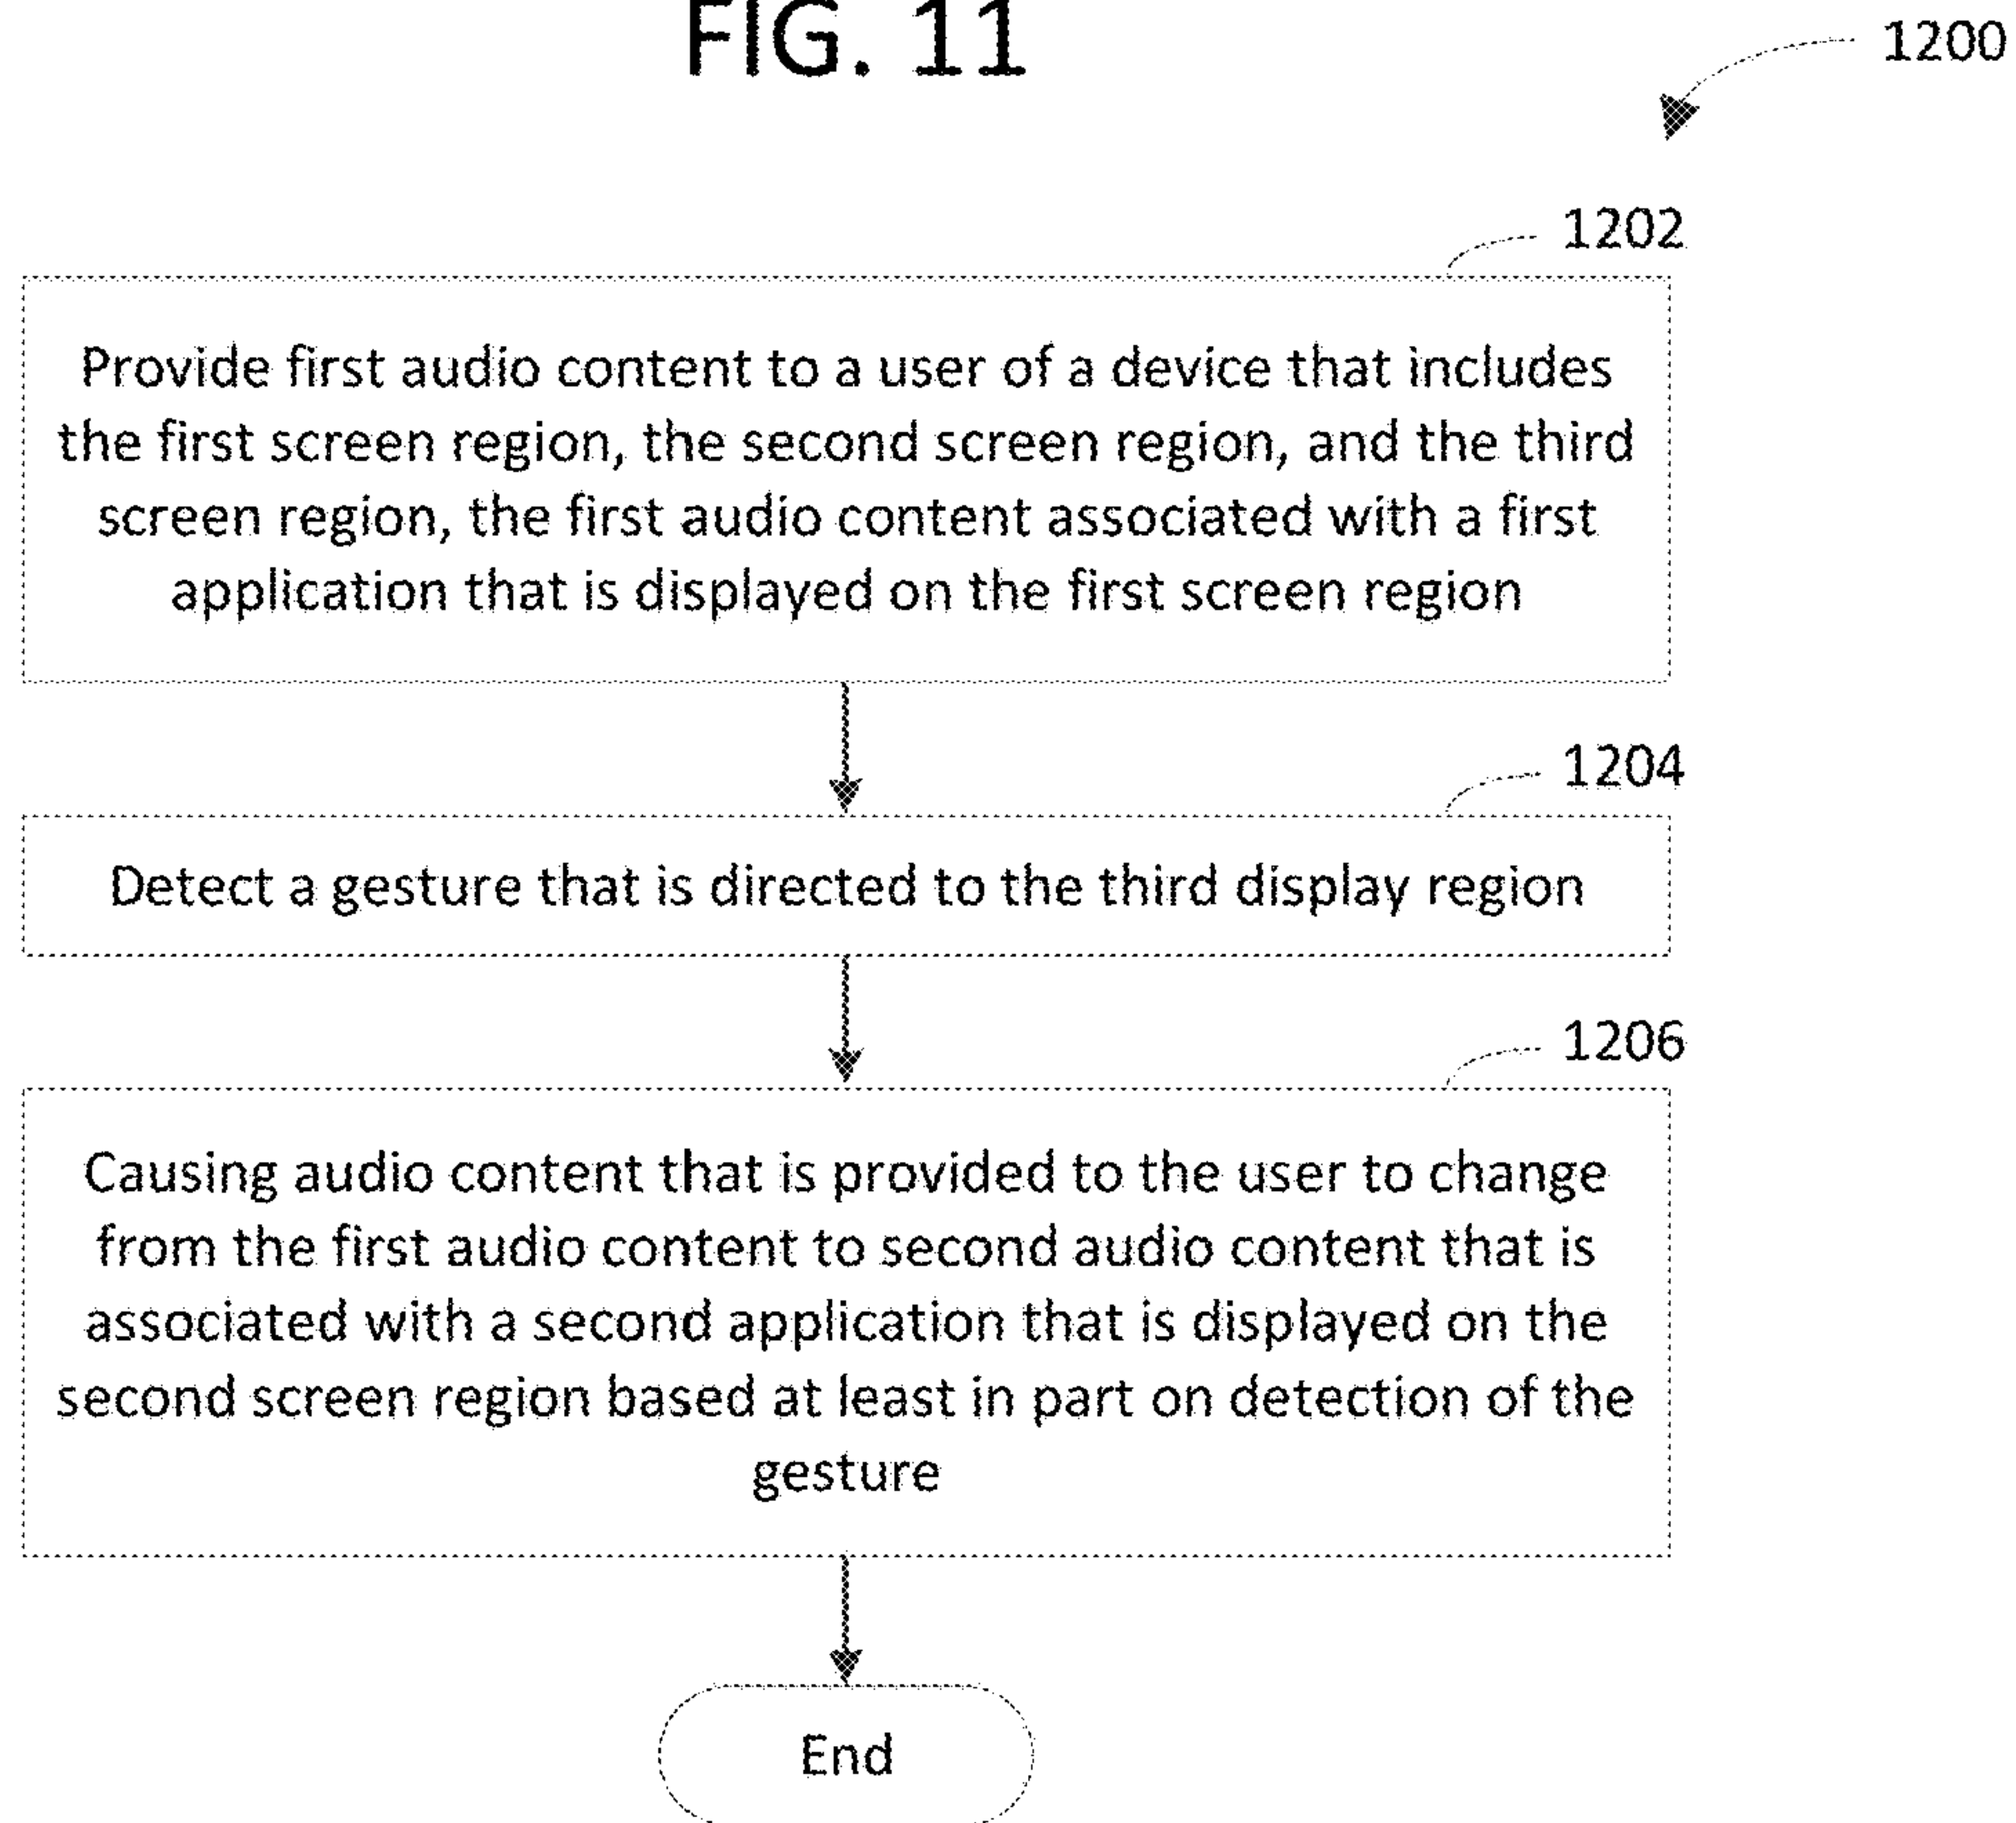 FIG. 11
1200
1202
Provide first audio content to a user of a device that includes
the first screen region, the second screen region, and the third
screen region, the first audio content associated with a first
application that is displayed on the first screen region
1204
Detect a gesture that is directed to the third display region
1206
Causing audio content that is provided to the user to change
from the first audio content to second audio content that is
associated with a second application that is displayed on the
second screen region based at least in part on detection of the
gesture
End